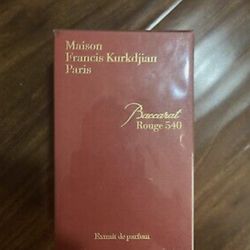 Maison
Francis Kurkdjian
Paris
Baccarat
Rouge 540
Extrait de parfum